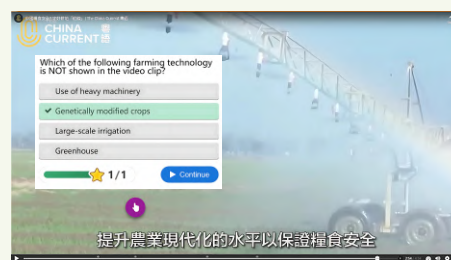 CHINA
CURRENT
Which of the following farming technology
is NOT shown in the video clip?
Use of heavy machinery
Genetically modified crops
Large-scale irrigation
Greenhouse
1/1
Continue
提升農業現代化的水平以保證糧食安全